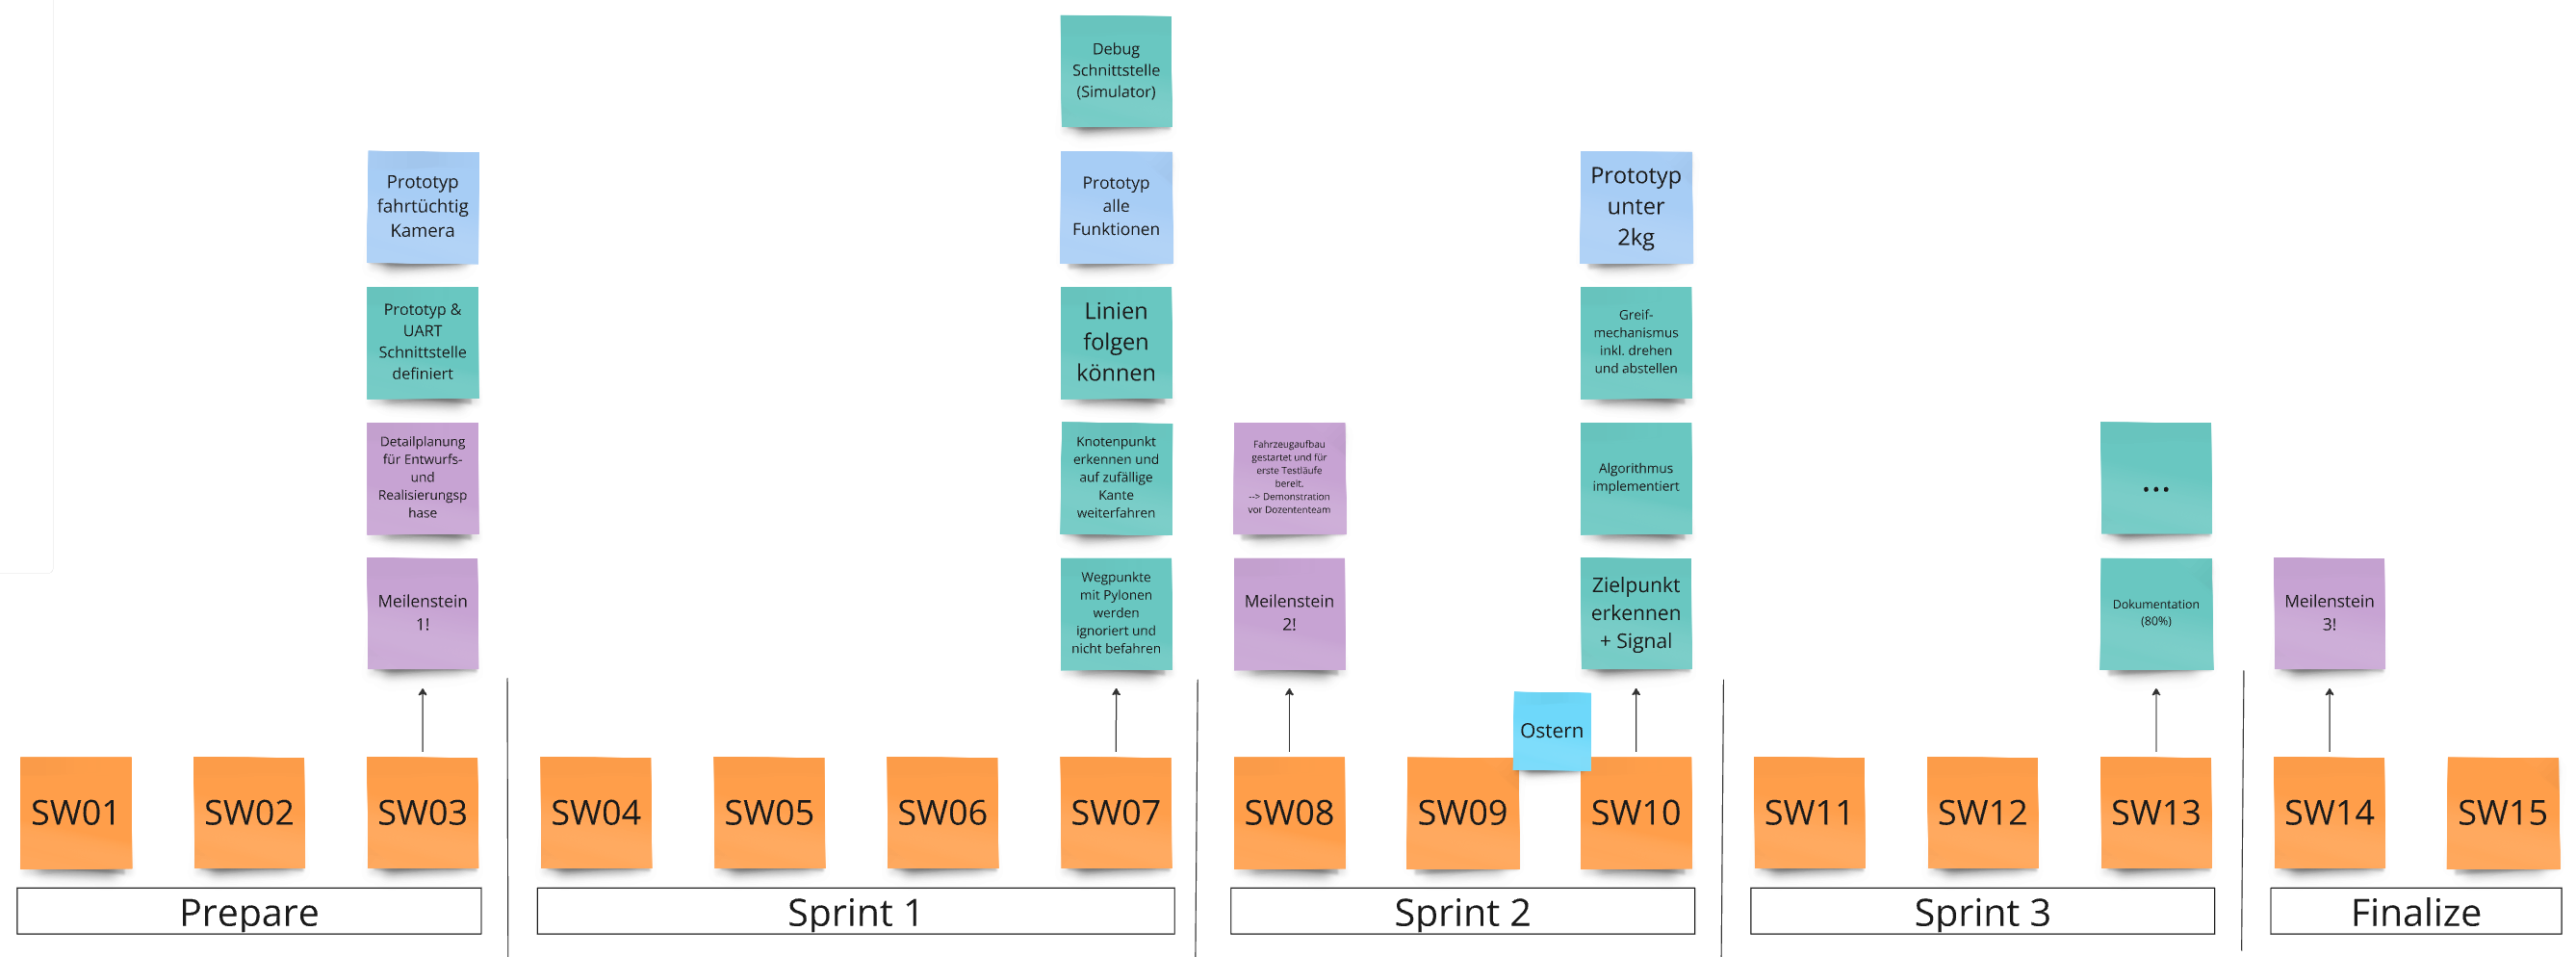 Debug
Schnittstelle
(Simulator)
Prototyp
fahrtüchtig
Kamera
Prototyp
alle
Funktionen
Prototyp
unter
2kg
Prototyp &
UART
Schnittstelle
definiert
Linien
folgen
können
Greif-
mechanismus
inkl. drehen
und abstellen
Detailplanung
für Entwurfs-
und
Realisierungsp
hase
Knotenpunkt
erkennen und
auf zufällige
Kante
weiterfahren
Fahrzeugaufbau
gestartet und für
erste Testläufe
bereit.
--> Demonstration
vor Dozententeam
Algorithmus
implementiert
...
Meilenstein
1!
Wegpunkte
mit Pylonen
werden
ignoriert und
nicht befahren
Meilenstein
2!
Zielpunkt
erkennen
+ Signal
Dokumentation
(80%)
Meilenstein
3!
Ostern
SW01
SW02
SW03
SW04
SW05
SW06
SW07
SW08
SW09
SW10
SW11
SW12
SW13
SW14
SW15
Prepare
Sprint 1
Sprint 2
Sprint 3
Finalize